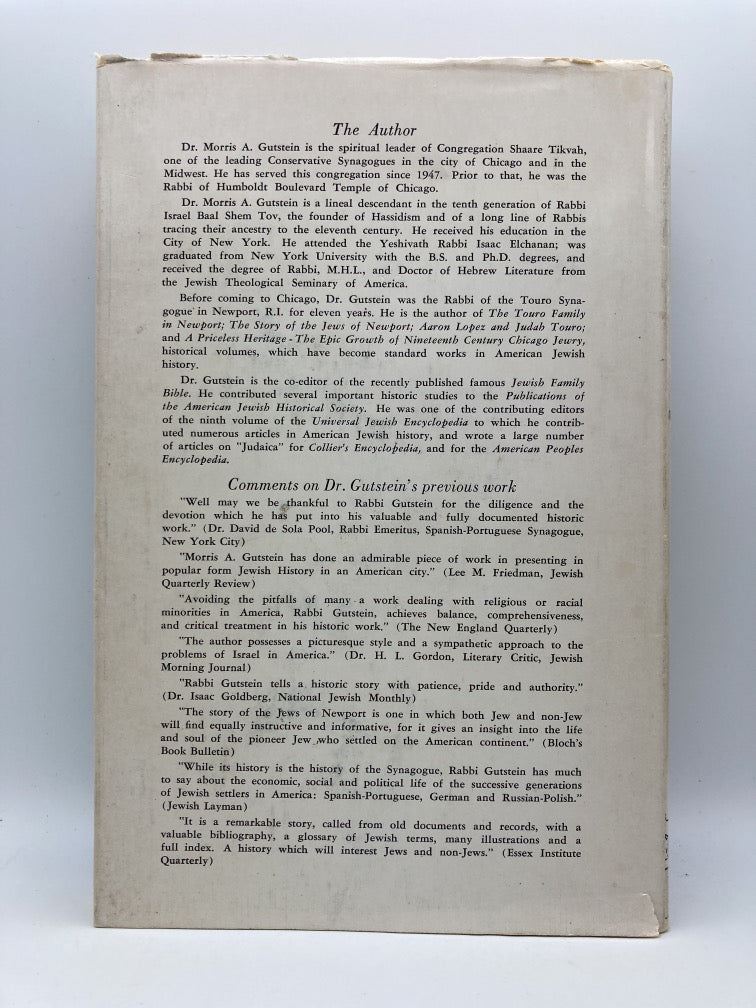 The Author
Dr. Morris A. Gutstein is the spiritual leader of Congregation Shaare Tikvah,
one of the leading Conservative Synagogues in the city of Chicago and in the
Midwest. He has served this congregation since 1947. Prior to that, he was the
Rabbi of Humboldt Boulevard Temple of Chicago.
Dr. Morris A. Gutstein is a lineal descendant in the tenth generation of Rabbi
Israel Baal Shem Tov, the founder of Hassidism and of a long line of Rabbis
tracing their ancestry to the eleventh century. He received his education in the
City of New York. He attended the Yeshivath Rabbi Isaac Elchanan; was
graduated from New York University with the B.S. and Ph.D. degrees, and
received the degree of Rabbi, M.H.L., and Doctor of Hebrew Literature from
the Jewish Theological Seminary of America.
Before coming to Chicago, Dr. Gutstein was the Rabbi of the Touro Syna-
gogue in Newport, R.I. for eleven years. He is the author of The Touro Family
in Newport; The Story of the Jews of Newport; Aaron Lopez and Judah Touro;
and A Priceless Heritage - The Epic Growth of Nineteenth Century Chicago Jewry,
historical volumes, which have become standard works in American Jewish
history.
Dr. Gutstein is the co-editor of the recently published famous Jewish Family
Bible. He contributed several important historic studies to the Publications of
the American Jewish Historical Society. He was one of the contributing editors
of the ninth volume of the Universal Jewish Encyclopedia to which he contrib-
uted numerous articles in American Jewish history, and wrote a large number
of articles on "Judaica" for Collier's Encyclopedia, and for the American Peoples
Encyclopedia.
Comments on Dr. Gutstein's previous work
"Well may we be thankful to Rabbi Gutstein for the diligence and the
devotion which he has put into his valuable and fully documented historic
work." (Dr. David de Sola Pool, Rabbi Emeritus, Spanish-Portuguese Synagogue,
New York City)
"Morris A. Gutstein has done an admirable piece of work in presenting in
popular form Jewish History in an American city." (Lee M. Friedman, Jewish
Quarterly Review)
"Avoiding the pitfalls of many a work dealing with religious or racial
minorities in America, Rabbi Gutstein, achieves balance, comprehensiveness,
and critical treatment in his historic work." (The New England Quarterly)
"The author possesses a picturesque style and a sympathetic approach to the
problems of Israel in America." (Dr. H. L. Gordon, Literary Critic, Jewish
Morning Journal)
"Rabbi Gutstein tells a historic story with patience, pride and authority."
(Dr. Isaac Goldberg, National Jewish Monthly)
"The story of the Jews of Newport is one in which both Jew and non-Jew
will find equally instructive and informative, for it gives an insight into the life
and soul of the pioneer Jew who settled on the American continent." (Bloch's
Book Bulletin)
"While its history is the history of the Synagogue, Rabbi Gutstein has much
to say about the economic, social and political life of the successive generations
of Jewish settlers in America: Spanish-Portuguese, German and Russian-Polish."
(Jewish Layman)
"It is a remarkable story, called from old documents and records, with a
valuable bibliography, a glossary of Jewish terms, many illustrations and a
full index. A history which will interest Jews and non-Jews." (Essex Institute
Quarterly)